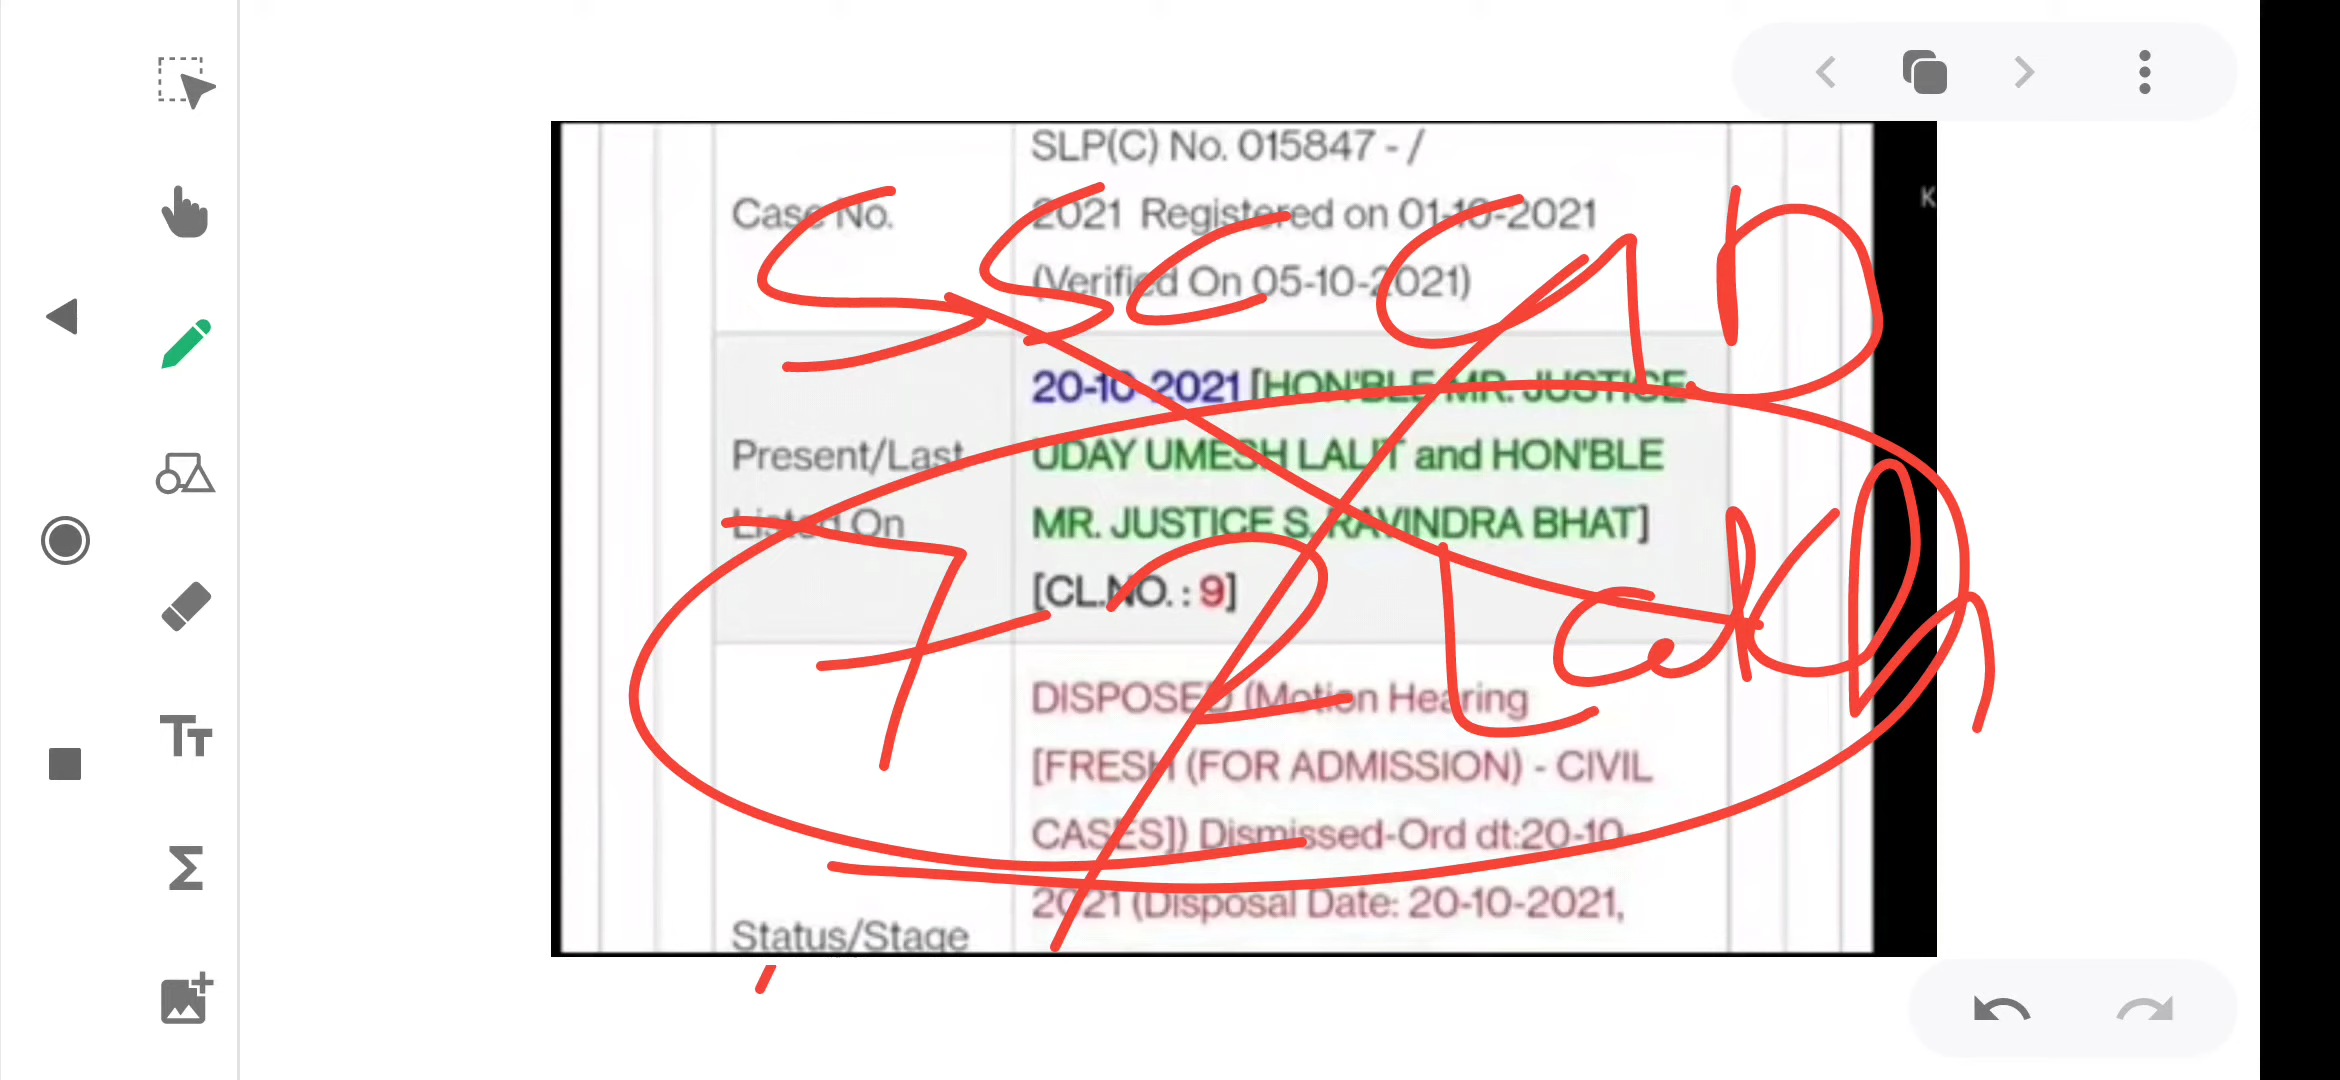 SLP(C) No. 015847 - /
Case No.
2021 Registered on 01-10-2021
(Verified On 05-10-2021)
K
SSC GD
20-10-2021 [HON'BLE MR. JUSTICE
Present/Last
UDAY UMESH LALIT and HON'BLE
Listed On
MR. JUSTICE S. RAVINDRA BHAT]
[CL.NO. : 9]
72 Lakh
DISPOSED (Motion Hearing
[FRESH (FOR ADMISSION) - CIVIL
CASES]) Dismissed-Ord dt:20-10-
2021 (Disposal Date: 20-10-2021,
Status/Stage
Tт
Σ